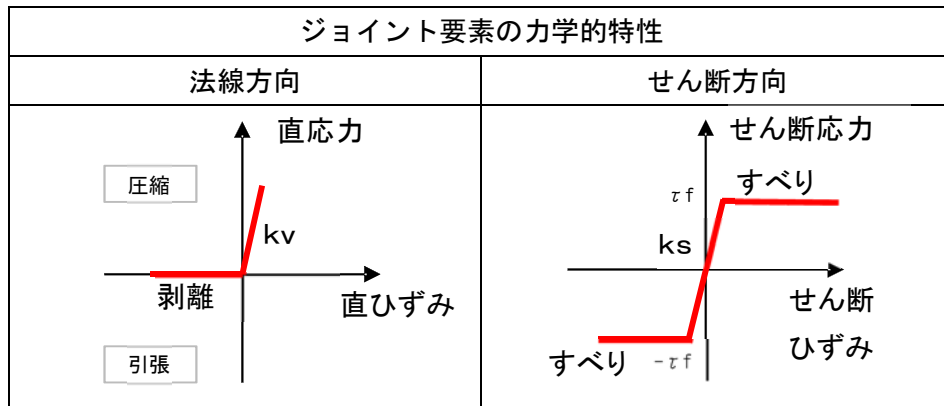 ジョイント要素の力学的特性
法線方向
せん断方向
直応力
圧縮
kv
剥離
直ひずみ
引張
せん断応力
τf
すべり
ks
せん断
ひずみ
すべり
-τf